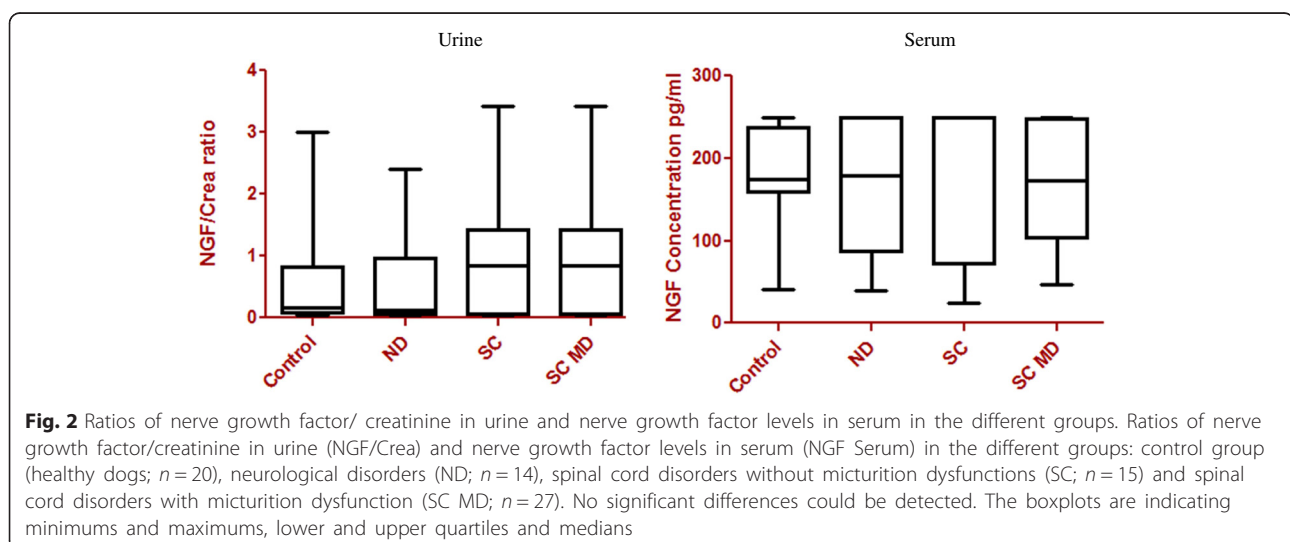 Urine
Serum
NGF/Crea ratio
4
3
2
1
0
Control
ND
SC
SC MD
NGF Concentration pg/ml
300
200
100
0
Control
ND
SC
SC MD
Fig. 2 Ratios of nerve growth factor/ creatinine in urine and nerve growth factor levels in serum in the different groups. Ratios of nerve
growth factor/creatinine in urine (NGF/Crea) and nerve growth factor levels in serum (NGF Serum) in the different groups: control group
(healthy dogs; n = 20), neurological disorders (ND; n = 14), spinal cord disorders without micturition dysfunctions (SC; n = 15) and spinal
cord disorders with micturition dysfunction (SC MD; n = 27). No significant differences could be detected. The boxplots are indicating
minimums and maximums, lower and upper quartiles and medians